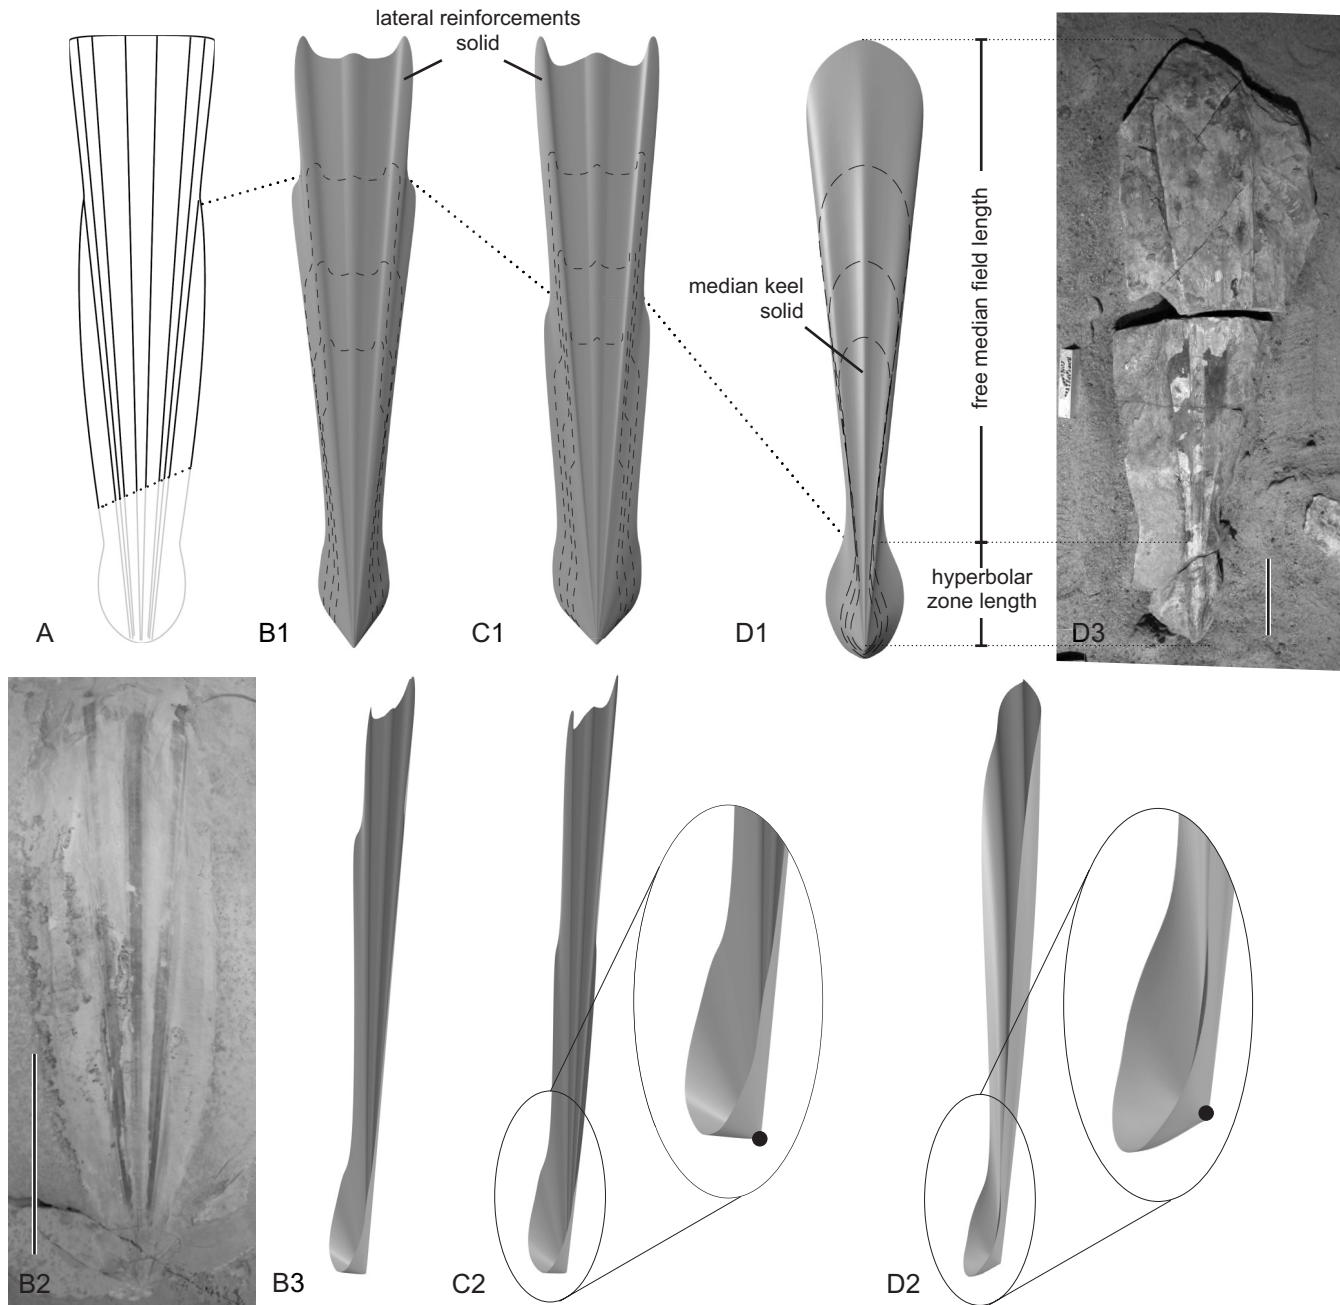 lateral reinforcements
solid
median keel
solid
free median field length
hyperbolar
zone length
A
B1
C1
D1
D3
B2
B3
C2
D2